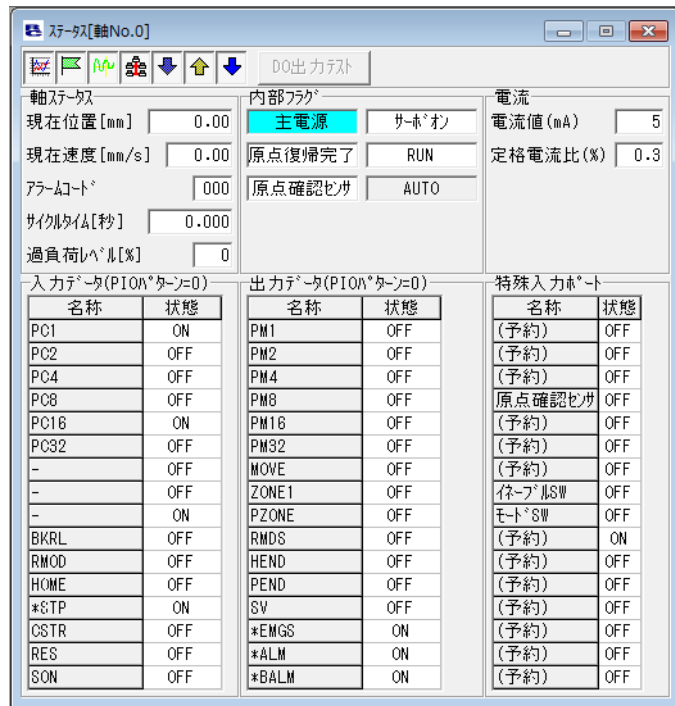 ステータス[軸No.0]
DO出力テスト
軸ステータス
現在位置[mm] 0.00
現在速度[mm/s] 0.00
アラームコード 000
サイクルタイム[秒] 0.000
過負荷レベル[%] 0
内部フラグ
主電源 サーボオン
原点復帰完了 RUN
原点確認センサ AUTO
電流
電流値(mA) 5
定格電流比(%) 0.3
入力データ(PIOパターン=0)
名称 状態
PC1 ON
PC2 OFF
PC4 OFF
PC8 OFF
PC16 ON
PC32 OFF
- OFF
- OFF
- ON
BKRL OFF
RMOD OFF
HOME OFF
*STP ON
CSTR OFF
RES OFF
SON OFF
出力データ(PIOパターン=0)
名称 状態
PM1 OFF
PM2 OFF
PM4 OFF
PM8 OFF
PM16 OFF
PM32 OFF
MOVE OFF
ZONE1 OFF
PZONE OFF
RMDS OFF
HEND OFF
PEND OFF
SV OFF
*EMGS ON
*ALM ON
*BALM ON
特殊入力ポート
名称 状態
(予約) OFF
(予約) OFF
(予約) OFF
原点確認センサ OFF
(予約) OFF
(予約) OFF
(予約) OFF
イネーブルSW OFF
モードSW OFF
(予約) ON
(予約) OFF
(予約) OFF
(予約) OFF
(予約) OFF
(予約) OFF
(予約) OFF